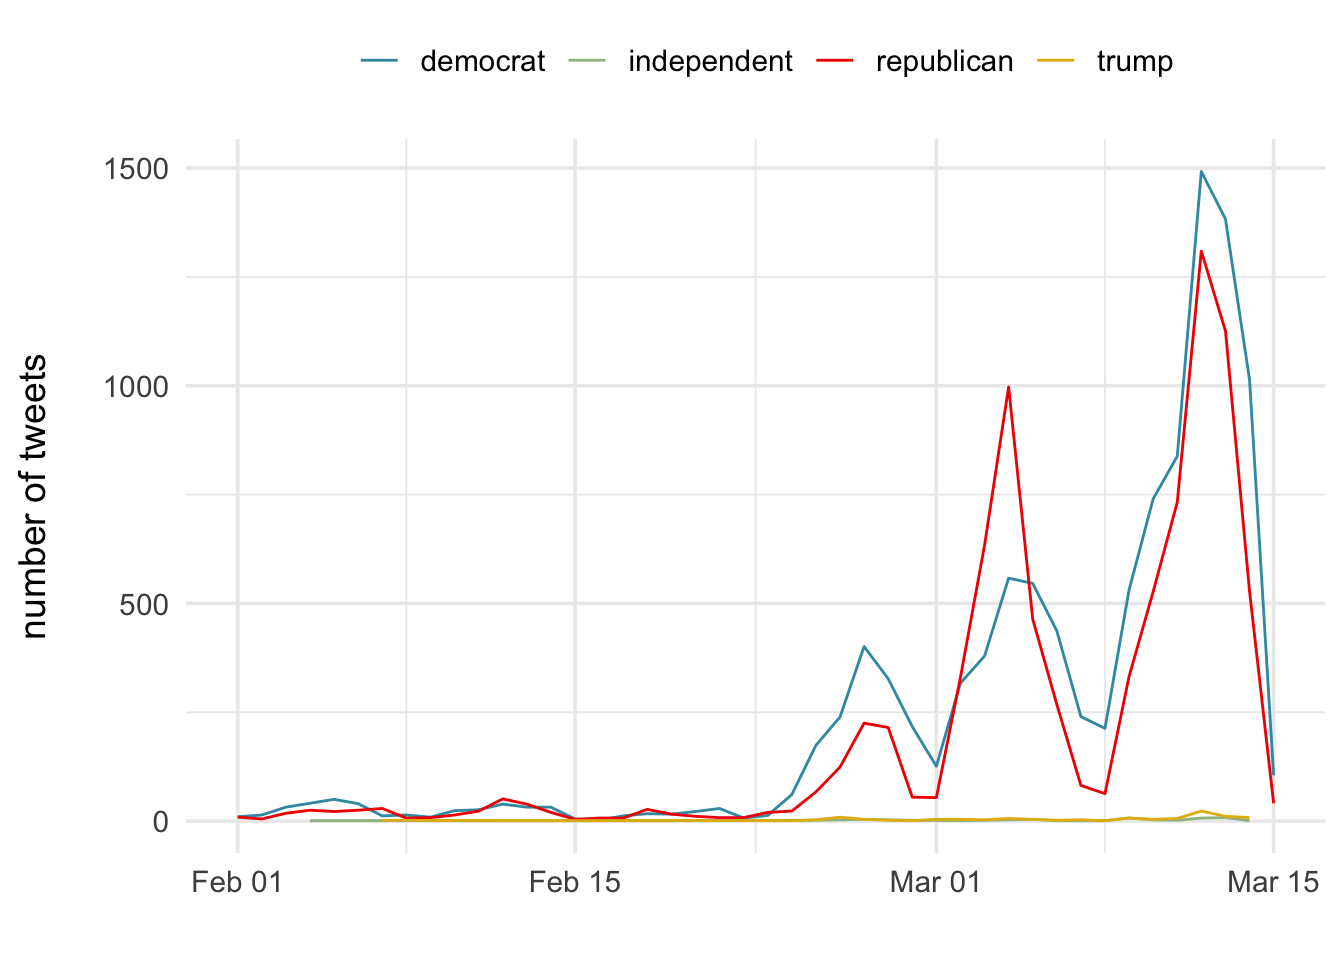 democrat independent republican trump
1500
1000
500
0
number of tweets
Feb 01 Feb 15 Mar 01 Mar 15